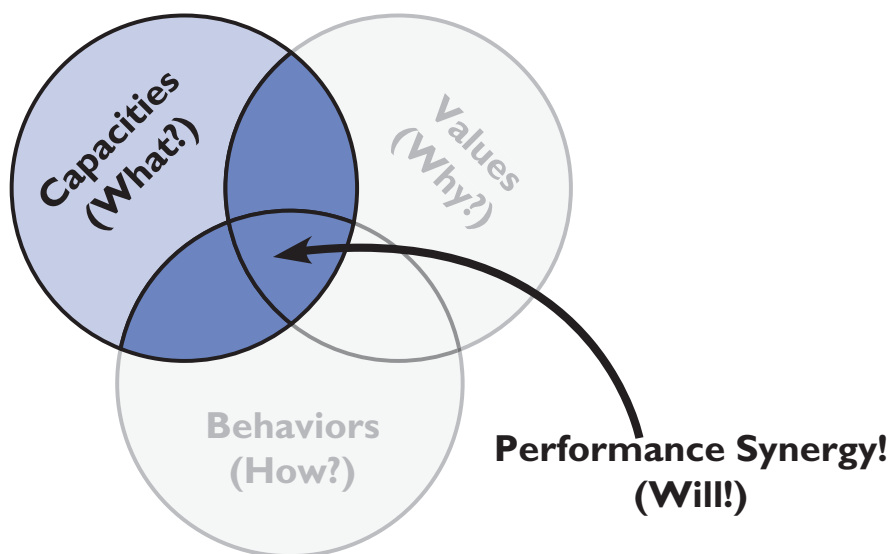 Capacities
(What?)
Values
(Why?)
Behaviors
(How?)
Performance Synergy!
(Will!)